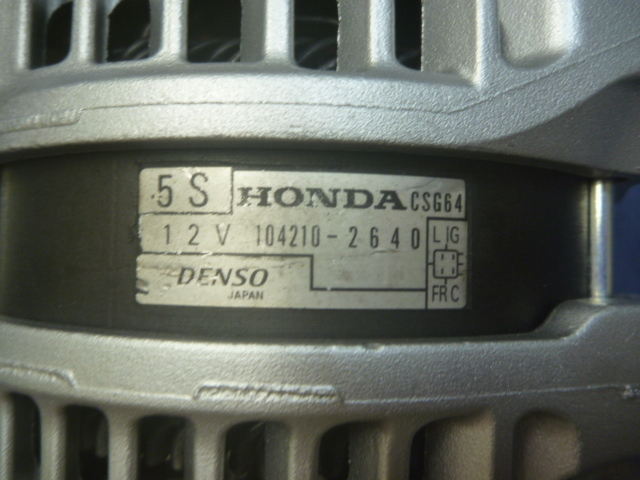 5S HONDA CSG64
12V 104210-2640 L IG
DENSO
JAPAN
FR C